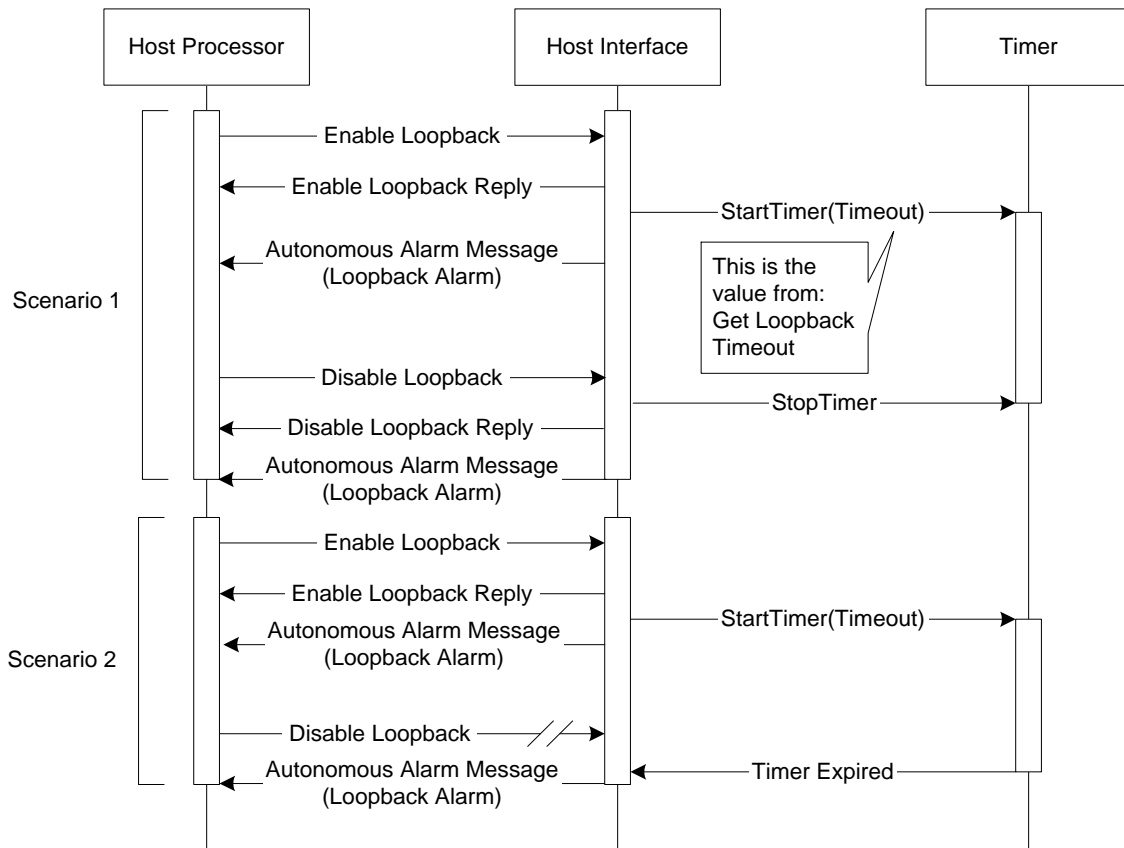 Host Processor
Host Interface
Timer
Scenario 1
Enable Loopback
Enable Loopback Reply
StartTimer(Timeout)
Autonomous Alarm Message
(Loopback Alarm)
This is the
value from:
Get Loopback
Timeout
Disable Loopback
StopTimer
Disable Loopback Reply
Autonomous Alarm Message
(Loopback Alarm)
Scenario 2
Enable Loopback
Enable Loopback Reply
StartTimer(Timeout)
Autonomous Alarm Message
(Loopback Alarm)
Disable Loopback
Timer Expired
Autonomous Alarm Message
(Loopback Alarm)